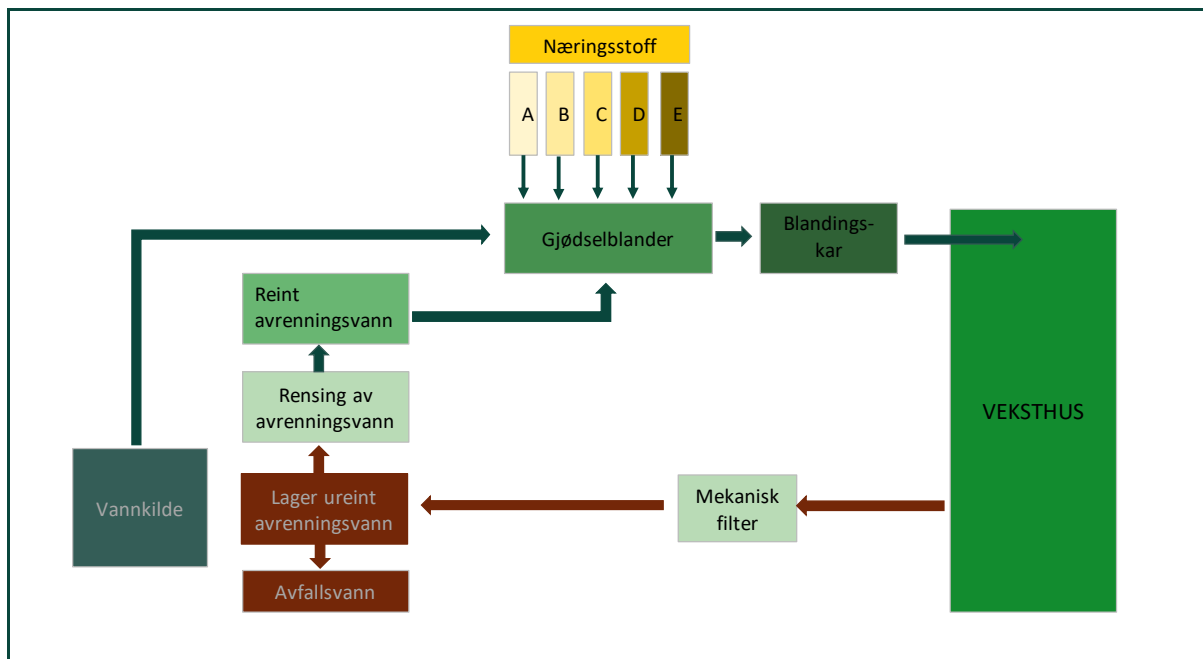 Næringsstoff
A B C D E
Gjødselblander
Blandings-
kar
Reint
avrenningsvann
Rensing av
avrenningsvann
VEKSTHUS
Vannkilde
Lager ureint
avrenningsvann
Mekanisk
filter
Avfallsvann